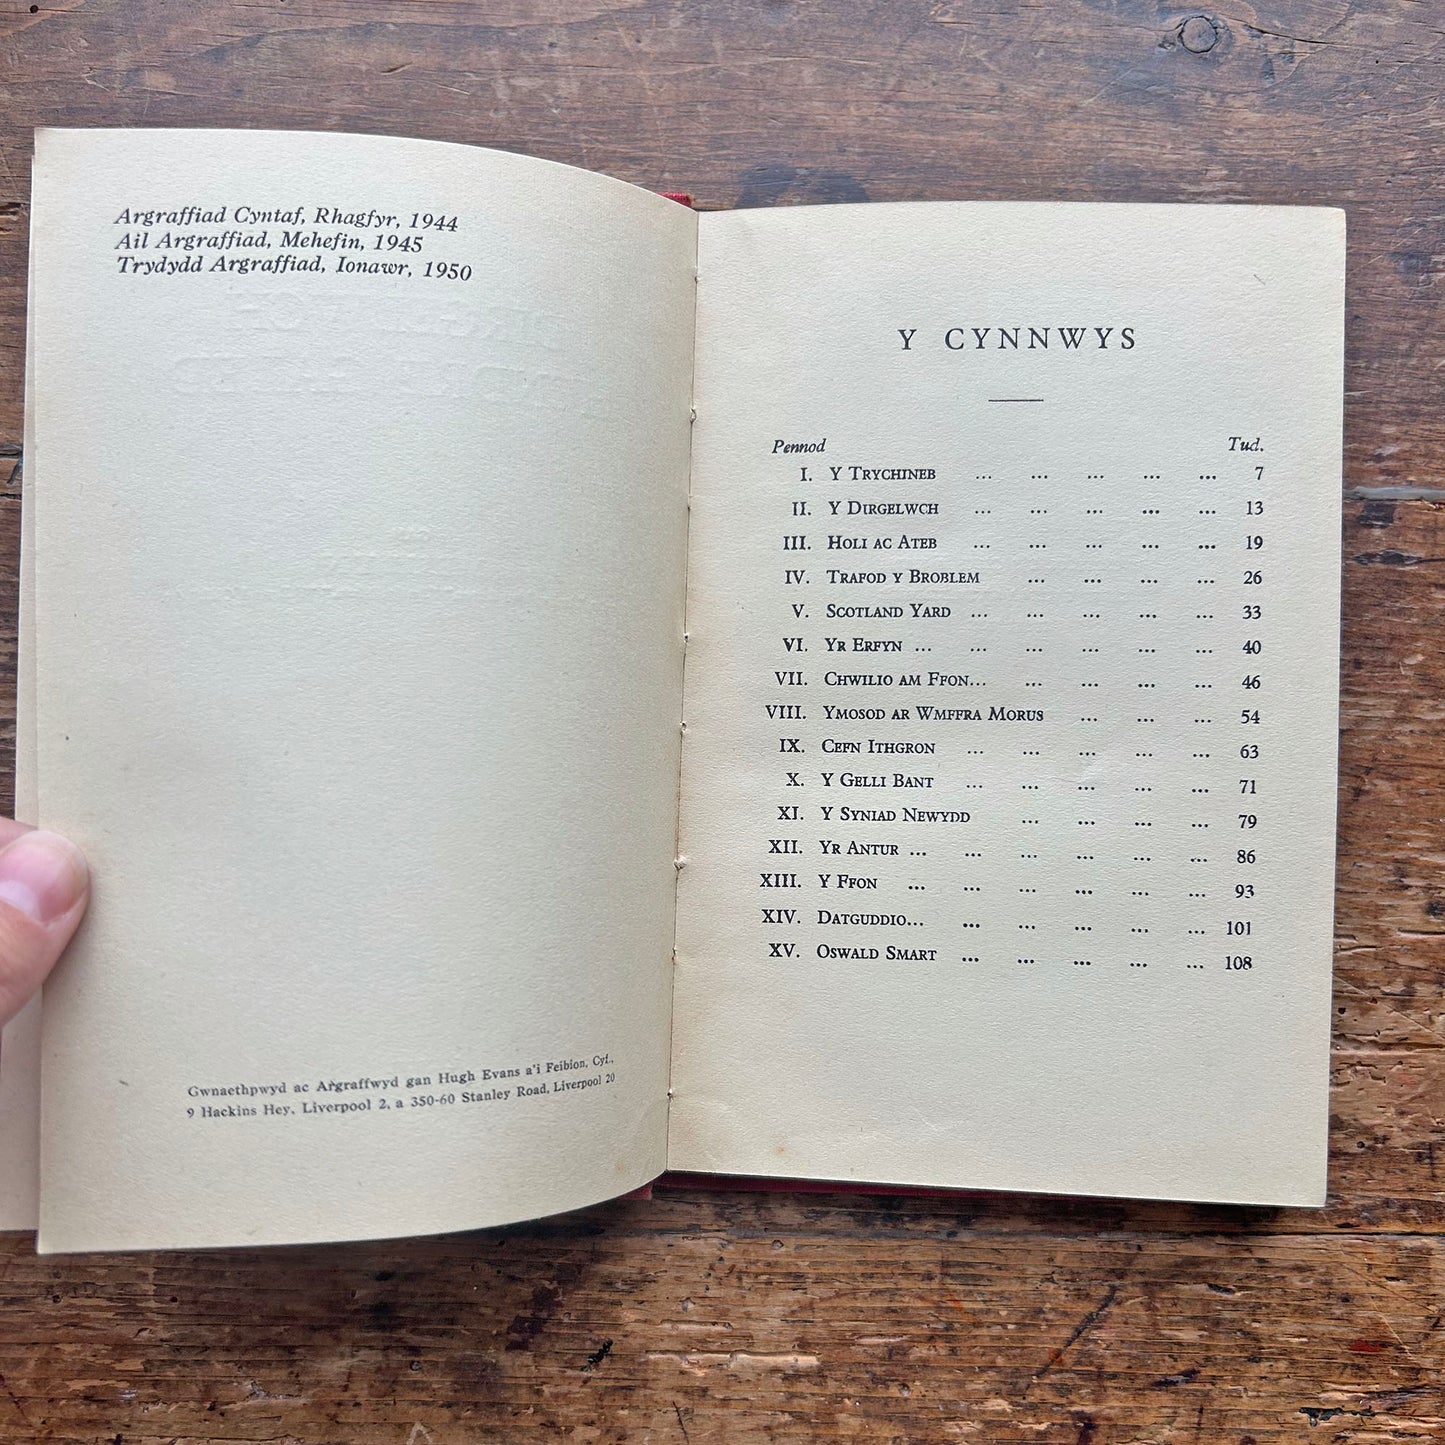 Argraffiad Cyntaf, Rhagfyr, 1944
Ail Argraffiad, Mehefin, 1945
Trydydd Argraffiad, Ionawr, 1950
Gwnaethpwyd ac Argraffwyd gan Hugh Evans a'i Feibion, Cyf.,
9 Hackins Hey, Liverpool 2, a 350-60 Stanley Road, Liverpool 20
Y CYNNWYS
Pennod Tud.
I. Y TRYCHINEB ... ... ... ... ... 7
II. Y DIRGELWCH ... ... ... ... ... 13
III. HOLI AC ATEB ... ... ... ... ... 19
IV. TRAFOD Y BROBLEM ... ... ... ... 26
V. SCOTLAND YARD ... ... ... ... ... 33
VI. YR ERFYN ... ... ... ... ... ... 40
VII. CHWILIO AM FFON... ... ... ... ... 46
VIII. YMOSOD AR WMFFRA MORUS ... ... ... 54
IX. CEFN ITHGRON ... ... ... ... ... 63
X. Y GELLI BANT ... ... ... ... ... 71
XI. Y SYNIAD NEWYDD ... ... ... ... 79
XII. YR ANTUR ... ... ... ... ... ... 86
XIII. Y FFON ... ... ... ... ... ... 93
XIV. DATGUDDIO... ... ... ... ... ... 101
XV. OSWALD SMART ... ... ... ... ... 108